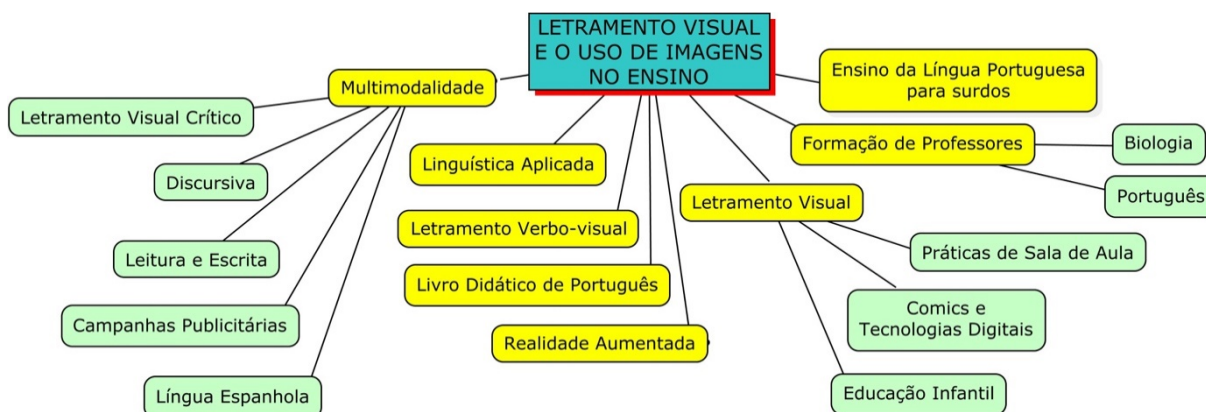 LETRAMENTO VISUAL
E O USO DE IMAGENS
NO ENSINO
Multimodalidade
Letramento Visual Crítico
Discursiva
Leitura e Escrita
Campanhas Publicitárias
Língua Espanhola
Linguística Aplicada
Letramento Verbo-visual
Livro Didático de Português
Realidade Aumentada
Letramento Visual
Práticas de Sala de Aula
Comics e
Tecnologias Digitais
Educação Infantil
Formação de Professores
Biologia
Português
Ensino da Língua Portuguesa
para surdos